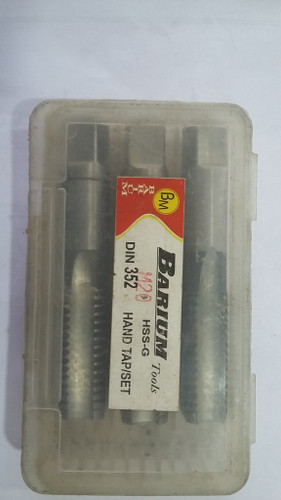 BM
BARIUM
BARIUM Tools
HSS-G
DIN 352 M20
HAND TAP/SET